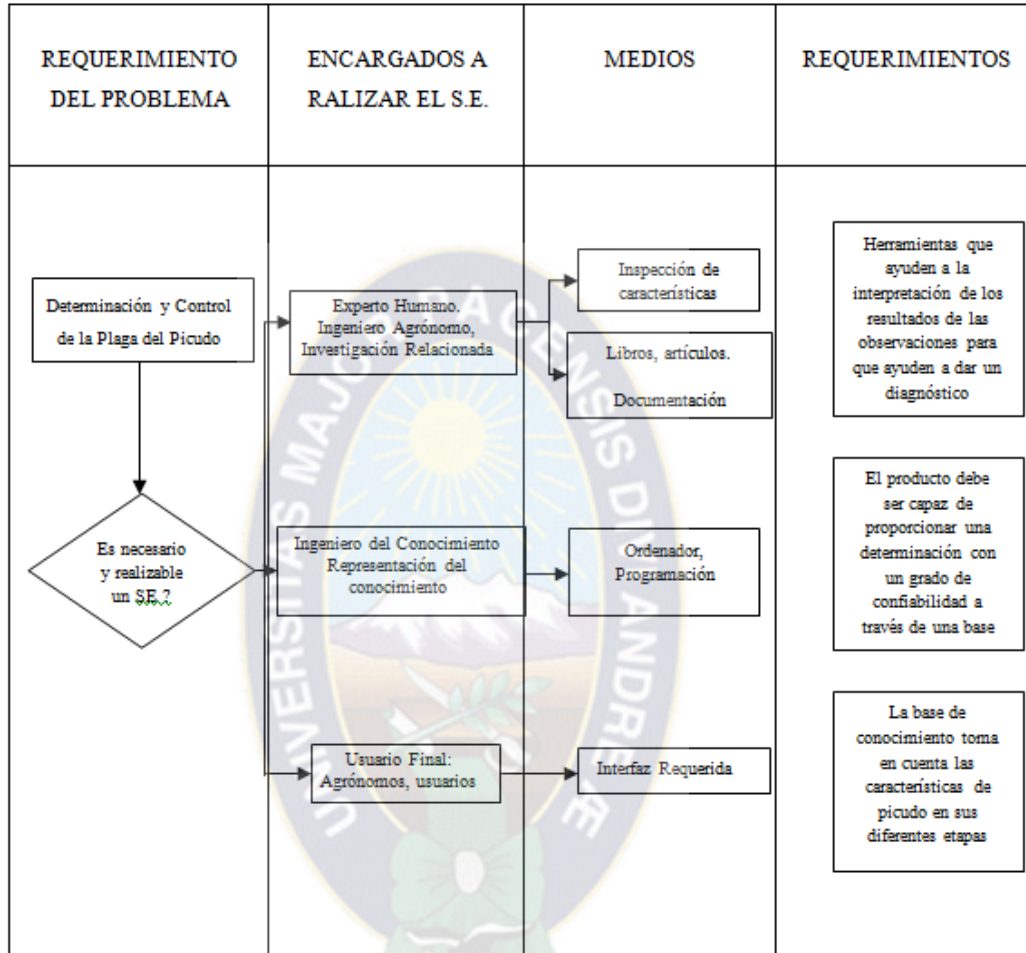 REQUERIMIENTO
DEL PROBLEMA
ENCARGADOS A
RALIZAR EL S.E.
MEDIOS
REQUERIMIENTOS
Determinación y Control
de la Plaga del Picudo
Es necesario
y realizable
un S.E.?
Experto Humano.
Ingeniero Agrónomo,
Investigación Relacionada
Ingeniero del Conocimiento
Representación del
conocimiento
Usuario Final:
Agrónomos, usuarios
Inspección de
características
Libros, artículos.
Documentación
Ordenador,
Programación
Interfaz Requerida
Herramientas que
ayuden a la
interpretación de los
resultados de las
observaciones para
que ayuden a dar un
diagnóstico
El producto debe
ser capaz de
proporcionar una
determinación con
un grado de
confiabilidad a
través de una base
La base de
conocimiento toma
en cuenta las
características de
picudo en sus
diferentes etapas
UNIVERSITAS MAJOR PACENSIS DIVI ANDREÆ